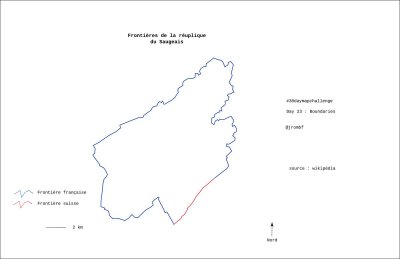 Frontières de la réuplique
du Saugeais
#30daymapchallenge
Day 23 : Boundaries
@jrombf
source : wikipédia
Frontière française
Frontière suisse
2 km
Nord